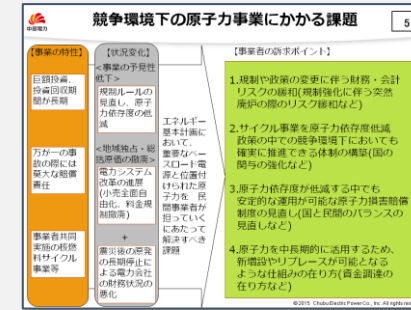 中部電力
競争環境下の原子力事業にかかる課題
5
【事業の特性】
巨額投資、
投資回収期
間が長期
万が一の事
故の際には
莫大な賠償
責任
事業者共同
実施の核燃
料サイクル
事業等
【状況変化】
<事業の予見性
低下>
規制ルールの
見直し、原子
力依存度の低
減
<地域独占・総
括原価の撤廃>
電力システム
改革の進展
(小売全面自
由化、料金規
制撤廃)
+
震災後の原発
の長期停止に
よる電力会社
の財務状況の
悪化
エネルギー
基本計画に
おいて、
重要なベー
スロード電
源と位置付
けられた原
子力を 民
間事業者が
担っていく
にあたって
解決すべき
課題
【事業者の訴求ポイント】
1.規制や政策の変更に伴う財務・会計
リスクの緩和(規制強化に伴う突然
廃炉の際のリスク緩和など)
2.サイクル事業を原子力依存度低減
政策の中での競争環境下においても
確実に推進できる体制の構築(国の
関与の強化など)
3.原子力依存度が低減する中でも
安定的な運用が可能な原子力損害賠償
制度の見直し(国と民間のバランスの
見直しなど)
4.原子力を中長期的に活用するため、
新増設やリプレースが可能となる
ような仕組みの在り方(資金調達の
在り方など)
©2015 Chubu Electric Power Co., Inc. All rights res